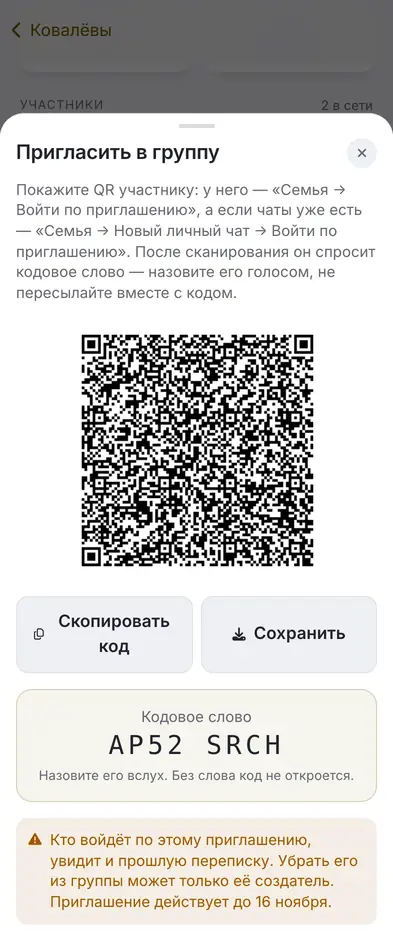 Ковалёвы
УЧАСТНИКИ
2 в сети
Пригласить в группу
Покажите QR участнику: у него — «Семья →
Войти по приглашению», а если чаты уже есть
— «Семья → Новый личный чат → Войти по
приглашению». После сканирования он спросит
кодовое слово — назовите его голосом, не
пересылайте вместе с кодом.
Скопировать
код
Сохранить
Кодовое слово
AP52 SRCH
Назовите его вслух. Без слова код не откроется.
Кто войдёт по этому приглашению,
увидит и прошлую переписку. Убрать его
из группы может только её создатель.
Приглашение действует до 16 ноября.